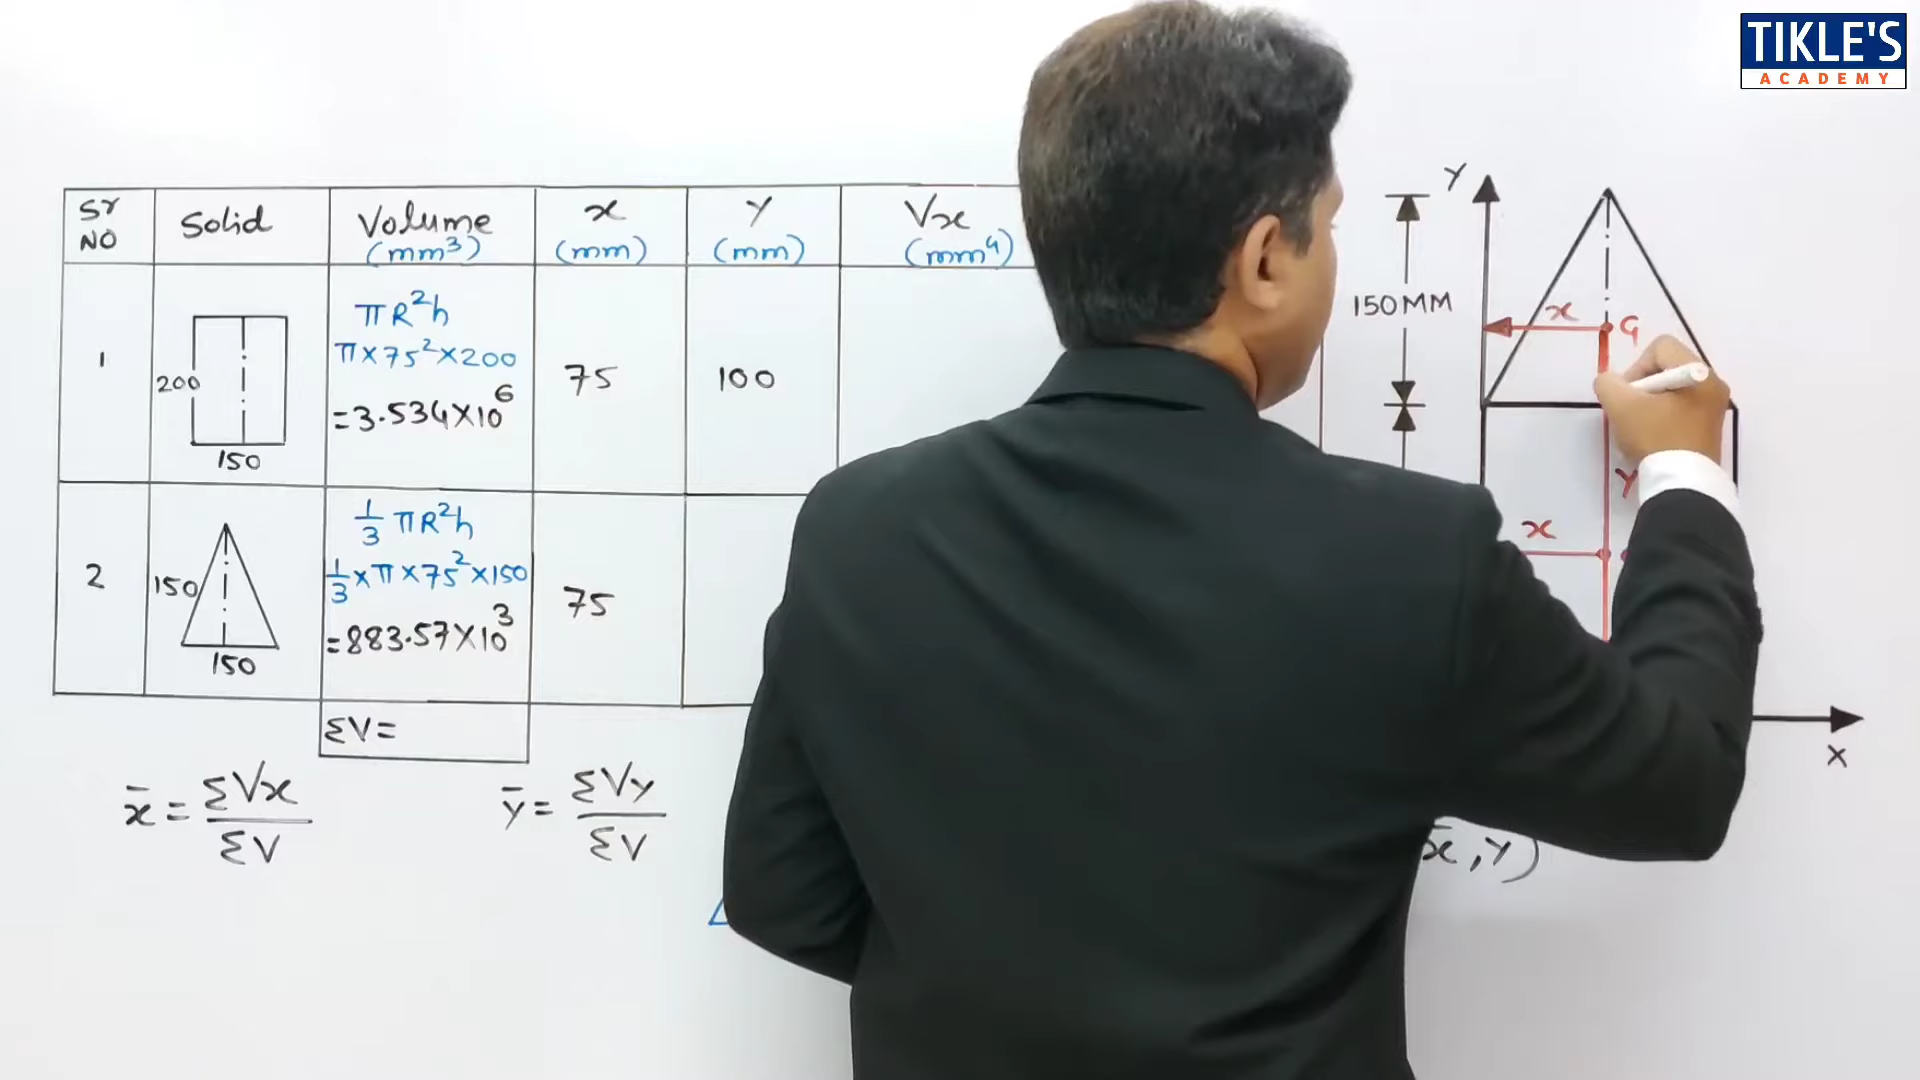 TIKLE'S
ACADEMY
Sr
NO
Solid
Volume
(mm³)
x
(mm)
Y
(mm)
Vx
(mm⁴)
1
200
150
πR²h
π×75²×200
=3.534×10⁶
75
100
2
150
150
1/3 πR²h
1/3×π×75²×150
=883.57×10³
75
ΣV=
x̄ = ΣVx/ΣV
ȳ = ΣVy/ΣV
Y
150MM
x
G
Y
x
X
x̄, y)